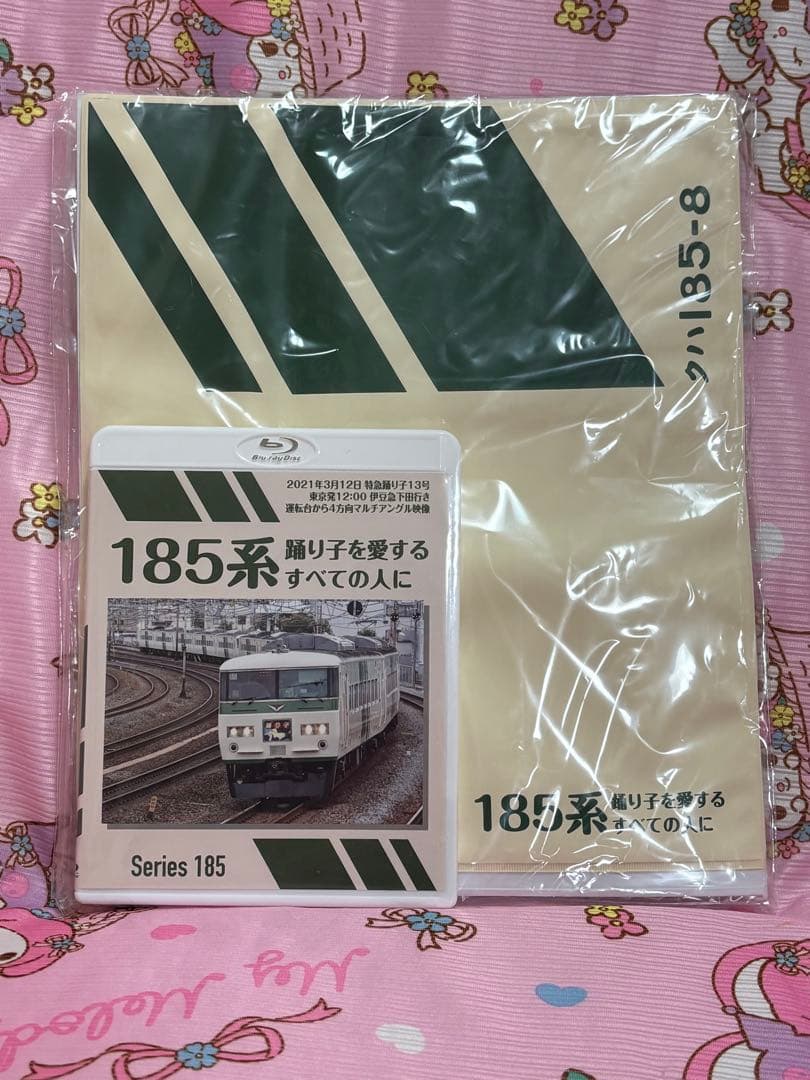 クハ185-8
Blu-ray Disc
2021年3月12日 特急踊り子13号
東京発12:00 伊豆急下田行き
運転台から4方向マルチアングル映像
185系 踊り子を愛する
すべての人に
Series 185
185系 踊り子を愛する
すべての人に
My Melod